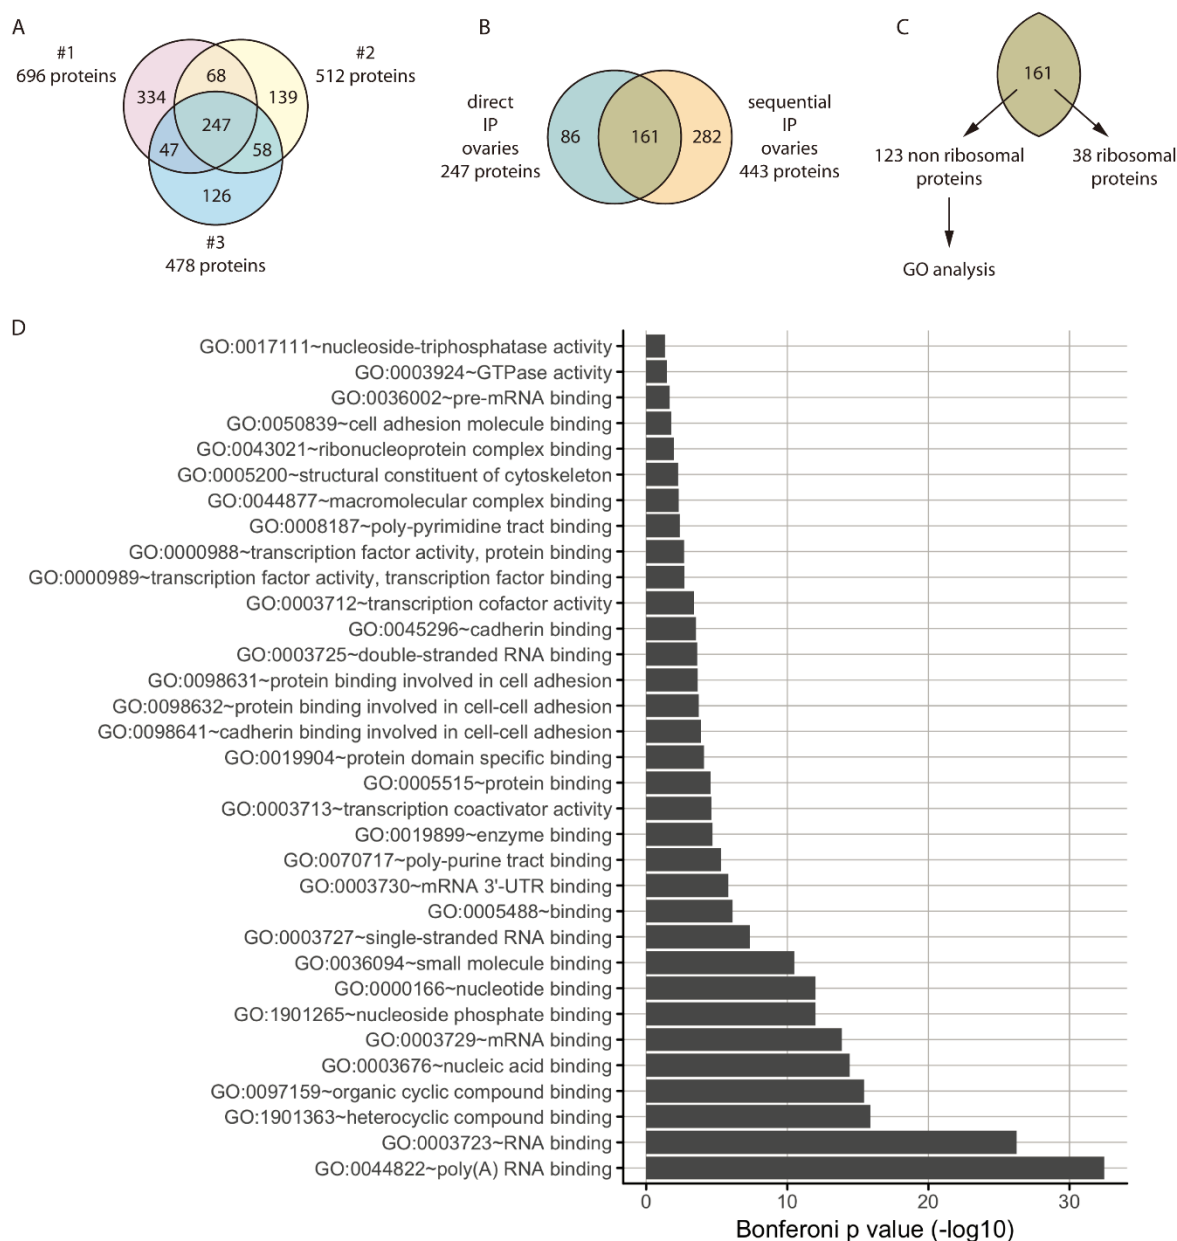 A
#1
696 proteins
#2
512 proteins
334
68
139
247
47
58
126
#3
478 proteins
B
direct
IP
ovaries
247 proteins
86
161
282
sequential
IP
ovaries
443 proteins
C
161
123 non ribosomal
proteins
38 ribosomal
proteins
GO analysis
D
GO:0017111~nucleoside-triphosphatase activity
GO:0003924~GTPase activity
GO:0036002~pre-mRNA binding
GO:0050839~cell adhesion molecule binding
GO:0043021~ribonucleoprotein complex binding
GO:0005200~structural constituent of cytoskeleton
GO:0044877~macromolecular complex binding
GO:0008187~poly-pyrimidine tract binding
GO:0000988~transcription factor activity, protein binding
GO:0000989~transcription factor activity, transcription factor binding
GO:0003712~transcription cofactor activity
GO:0045296~cadherin binding
GO:0003725~double-stranded RNA binding
GO:0098631~protein binding involved in cell adhesion
GO:0098632~protein binding involved in cell-cell adhesion
GO:0098641~cadherin binding involved in cell-cell adhesion
GO:0019904~protein domain specific binding
GO:0005515~protein binding
GO:0003713~transcription coactivator activity
GO:0019899~enzyme binding
GO:0070717~poly-purine tract binding
GO:0003730~mRNA 3'-UTR binding
GO:0005488~binding
GO:0003727~single-stranded RNA binding
GO:0036094~small molecule binding
GO:0000166~nucleotide binding
GO:1901265~nucleoside phosphate binding
GO:0003729~mRNA binding
GO:0003676~nucleic acid binding
GO:0097159~organic cyclic compound binding
GO:1901363~heterocyclic compound binding
GO:0003723~RNA binding
GO:0044822~poly(A) RNA binding
0 10 20 30
Bonferoni p value (-log10)